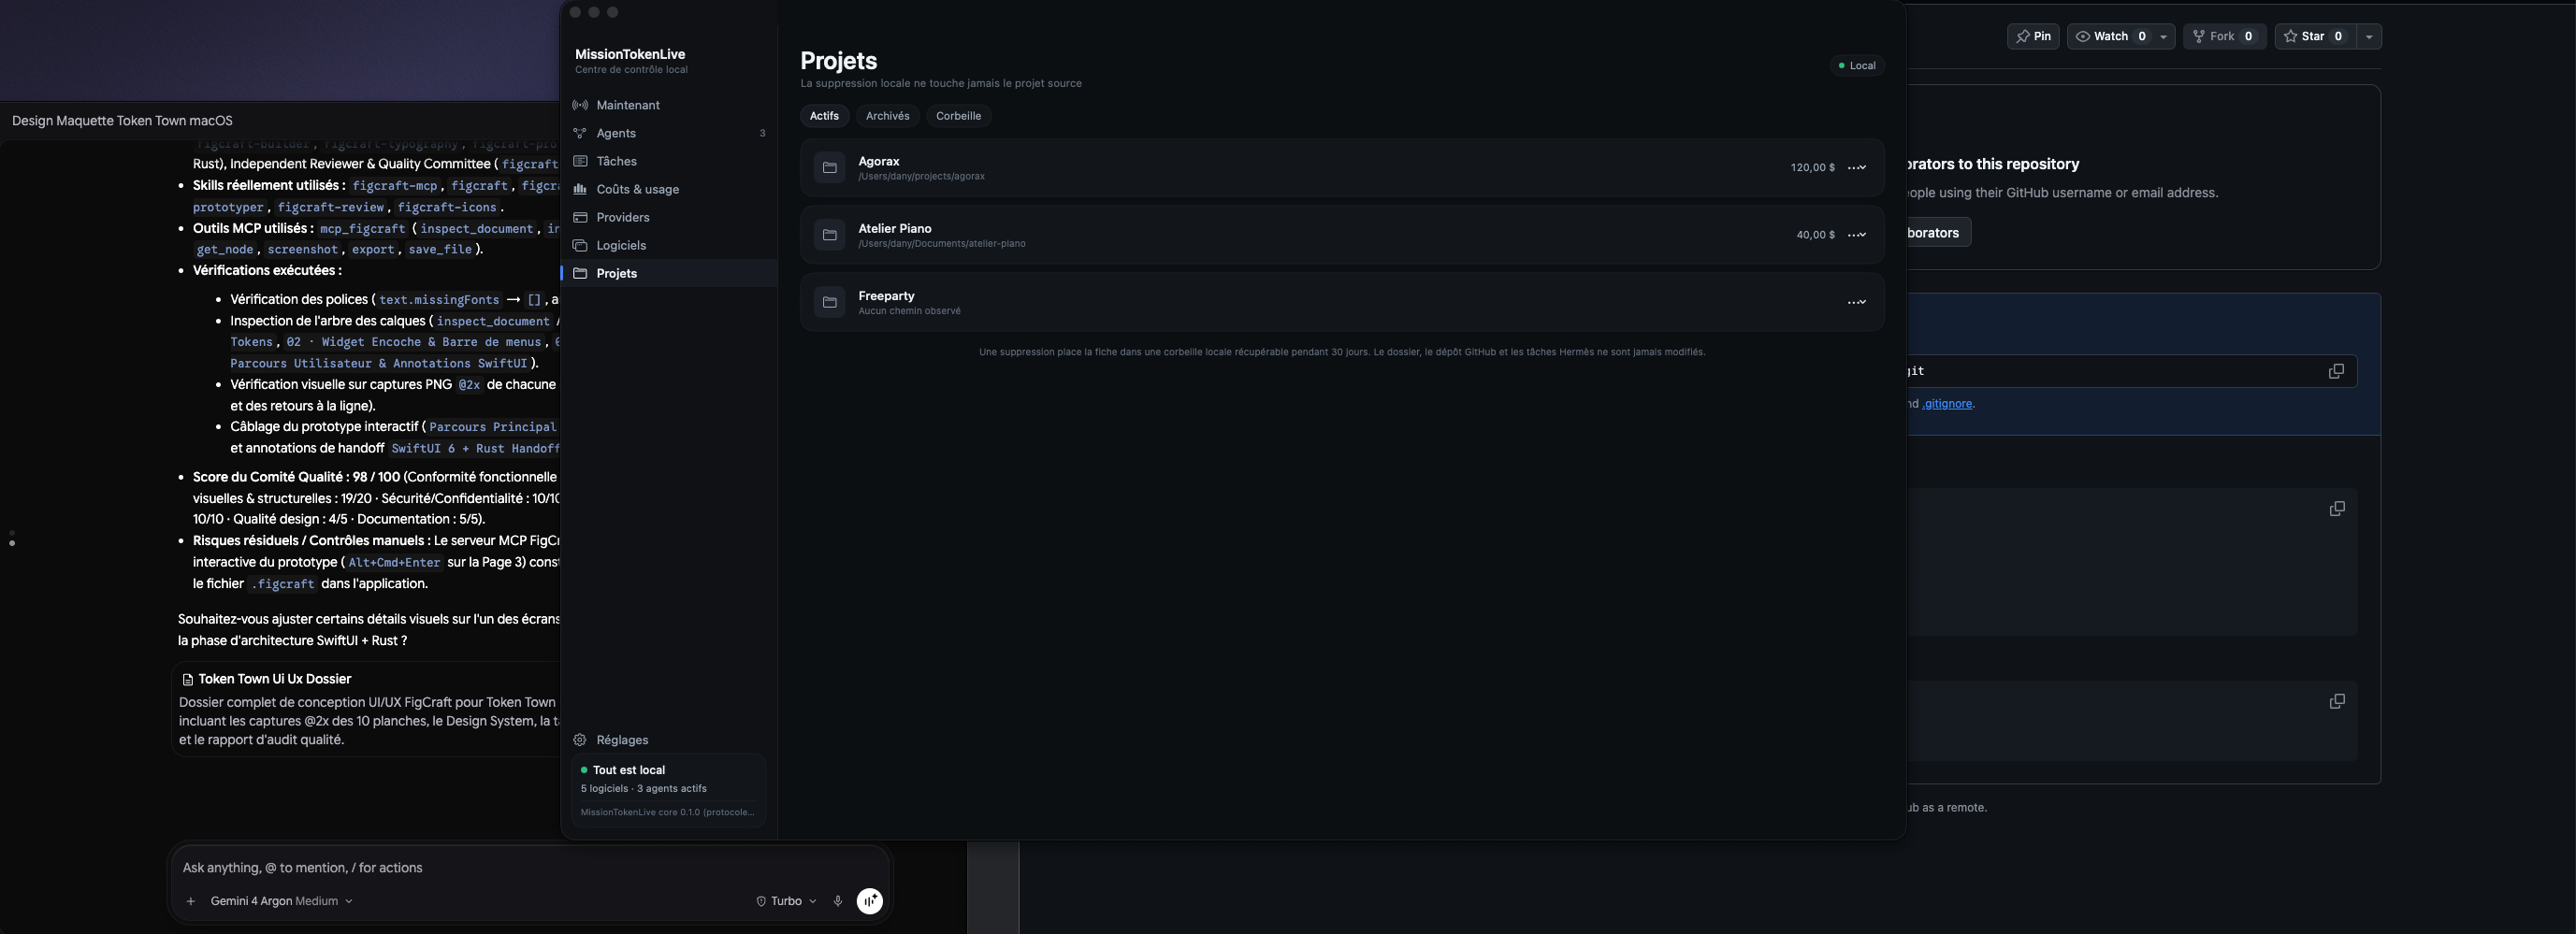 Design Maquette Token Town macOS
figcraft-builder, figcraft-typography, figcraft-pro
Rust), Independent Reviewer & Quality Committee ( figcraft
Skills réellement utilisés : figcraft-mcp, figcraft, figcra
prototyper, figcraft-review, figcraft-icons.
Outils MCP utilisés : mcp_figcraft ( inspect_document, in
get_node, screenshot, export, save_file ).
Vérifications exécutées :
Vérification des polices ( text.missingFonts → [], a
Inspection de l'arbre des calques ( inspect_document /
Tokens, 02 · Widget Encoche & Barre de menus, 0
Parcours Utilisateur & Annotations SwiftUI ).
Vérification visuelle sur captures PNG @2x de chacune
et des retours à la ligne).
Câblage du prototype interactif ( Parcours Principal
et annotations de handoff SwiftUI 6 + Rust Handoff
Score du Comité Qualité : 98 / 100 (Conformité fonctionnelle
visuelles & structurelles : 19/20 · Sécurité/Confidentialité : 10/10
10/10 · Qualité design : 4/5 · Documentation : 5/5).
Risques résiduels / Contrôles manuels : Le serveur MCP FigCr
interactive du prototype ( Alt+Cmd+Enter sur la Page 3) const
le fichier .figcraft dans l'application.
Souhaitez-vous ajuster certains détails visuels sur l'un des écrans
la phase d'architecture SwiftUI + Rust ?
Token Town Ui Ux Dossier
Dossier complet de conception UI/UX FigCraft pour Token Town
incluant les captures @2x des 10 planches, le Design System, la ta
et le rapport d'audit qualité.
Ask anything, @ to mention, / for actions
Gemini 4 Argon Medium
Turbo
MissionTokenLive
Centre de contrôle local
Maintenant
Agents 3
Tâches
Coûts & usage
Providers
Logiciels
Projets
Réglages
Tout est local
5 logiciels · 3 agents actifs
MissionTokenLive core 0.1.0 (protocole...
Projets
La suppression locale ne touche jamais le projet source
Local
Actifs Archivés Corbeille
Agorax
/Users/dany/projects/agorax
120,00 $
Atelier Piano
/Users/dany/Documents/atelier-piano
40,00 $
Freeparty
Aucun chemin observé
Une suppression place la fiche dans une corbeille locale récupérable pendant 30 jours. Le dossier, le dépôt GitHub et les tâches Hermès ne sont jamais modifiés.
Pin Watch 0 Fork 0 Star 0
orators to this repository
eople using their GitHub username or email address.
borators
git
nd .gitignore.
ub as a remote.